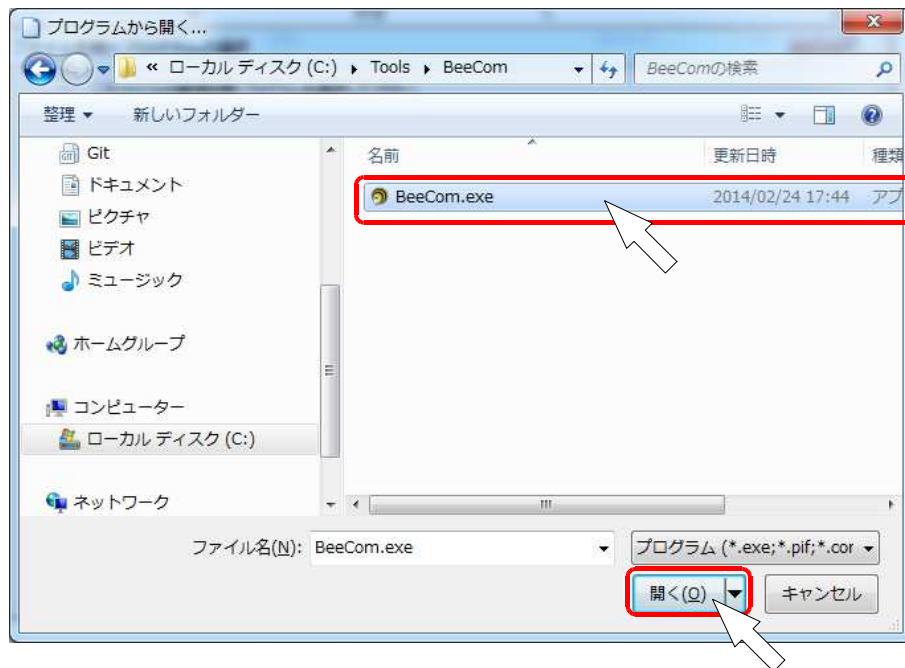 プログラムから開く...
« ローカル ディスク (C:) ▸ Tools ▸ BeeCom
BeeComの検索
整理 ▼ 新しいフォルダー
Git
ドキュメント
ピクチャ
ビデオ
ミュージック
ホームグループ
コンピューター
ローカル ディスク (C:)
ネットワーク
名前 更新日時 種類
BeeCom.exe 2014/02/24 17:44 アプ
ファイル名(N): BeeCom.exe プログラム (*.exe;*.pif;*.cor
開く(O) キャンセル